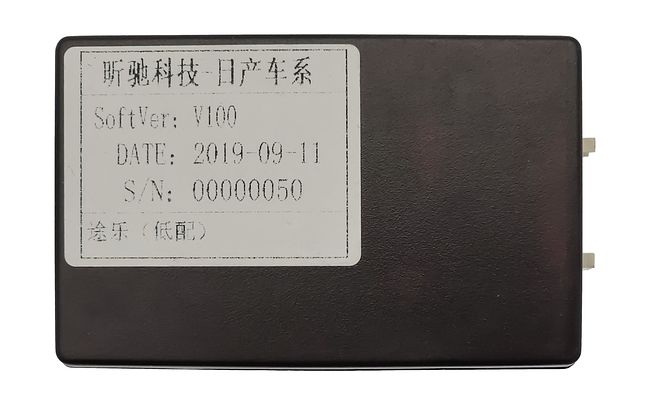 昕驰科技-日产车系
SoftVer: V100
DATE: 2019-09-11
S/N: 00000050
途乐（低配）